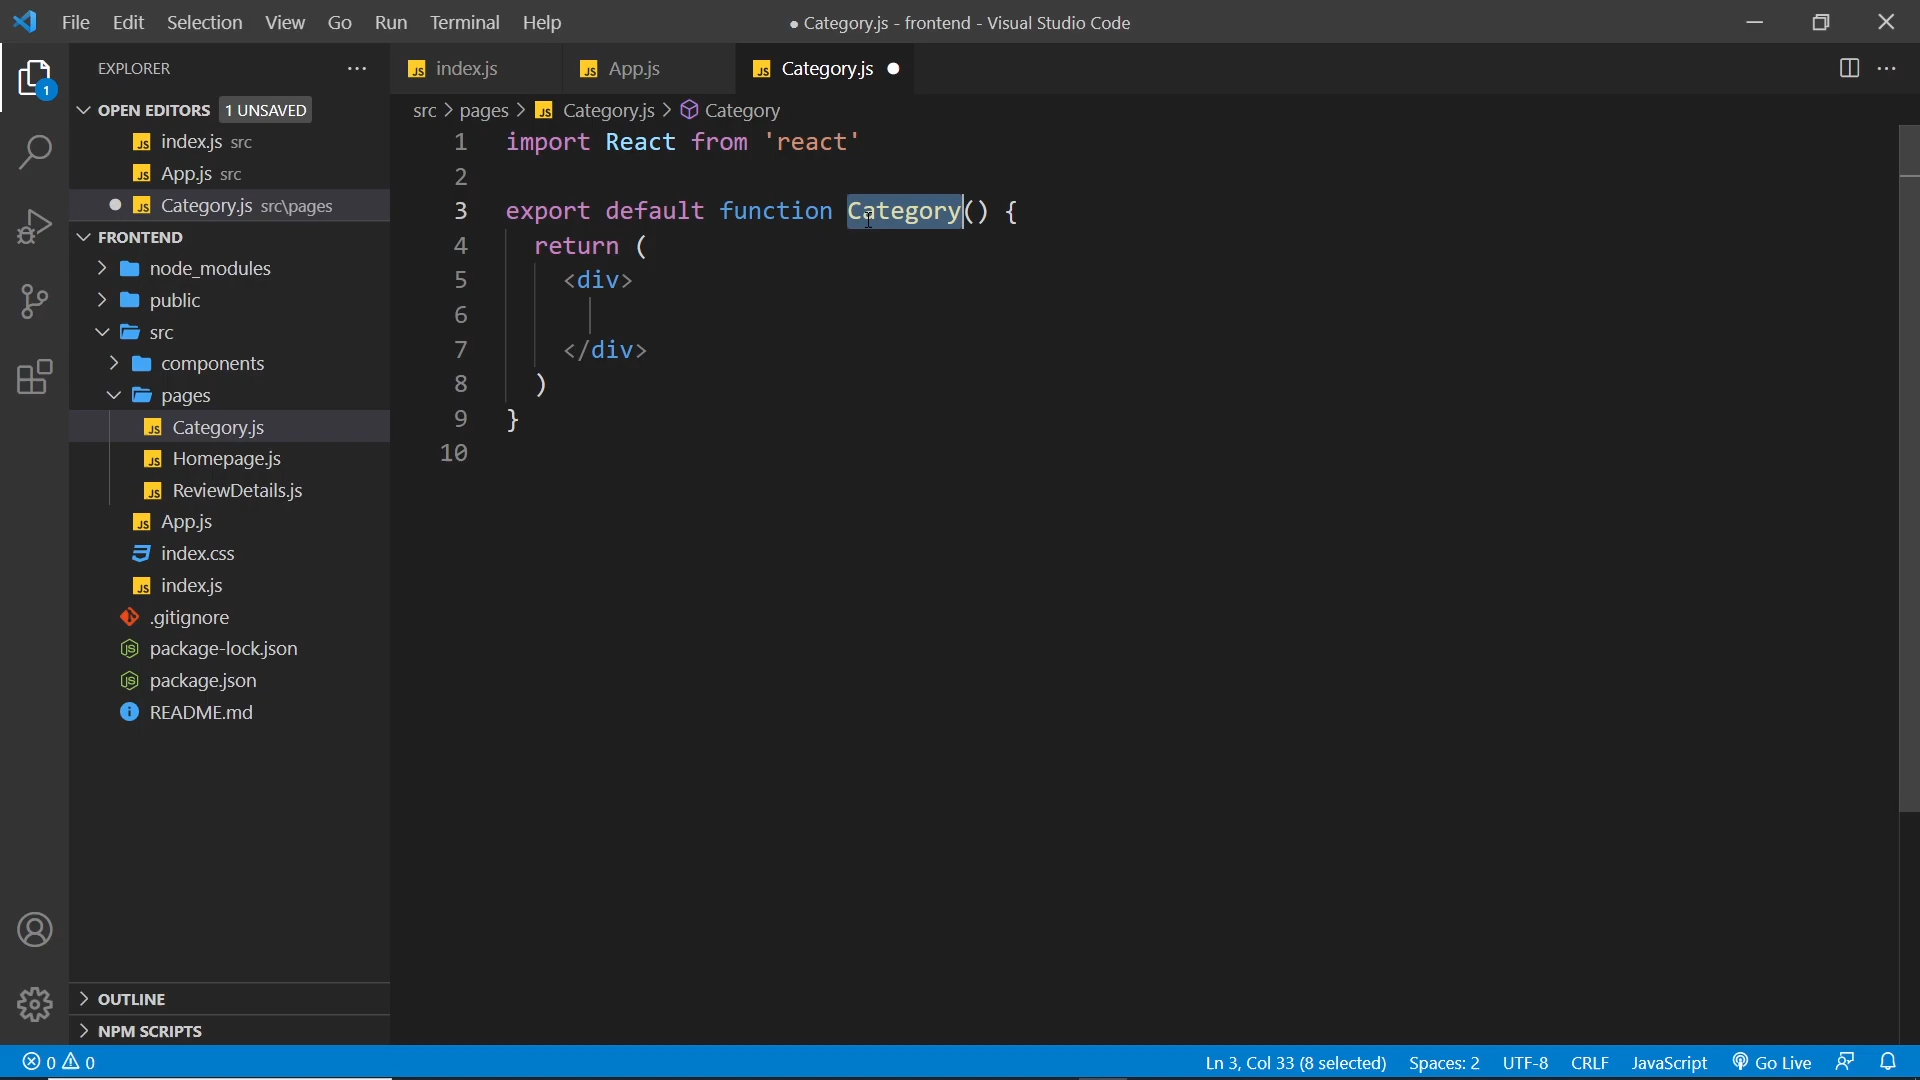 File Edit Selection View Go Run Terminal Help
● Category.js - frontend - Visual Studio Code
EXPLORER
OPEN EDITORS 1 UNSAVED
index.js src
App.js src
Category.js src\pages
FRONTEND
node_modules
public
src
components
pages
Category.js
Homepage.js
ReviewDetails.js
App.js
index.css
index.js
.gitignore
package-lock.json
package.json
README.md
OUTLINE
NPM SCRIPTS
1
index.js App.js Category.js
src > pages > Category.js > Category
1 import React from 'react'
2
3 export default function Category() {
4 return (
5 <div>
6
7 </div>
8 )
9 }
10
0 0
Ln 3, Col 33 (8 selected) Spaces: 2 UTF-8 CRLF JavaScript Go Live